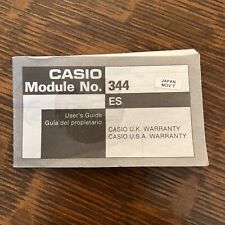 CASIO
Module No. 344
JAPAN
MOV'T
ES
User's Guide
Guía del propietario
CASIO U.K. WARRANTY
CASIO U.S.A. WARRANTY